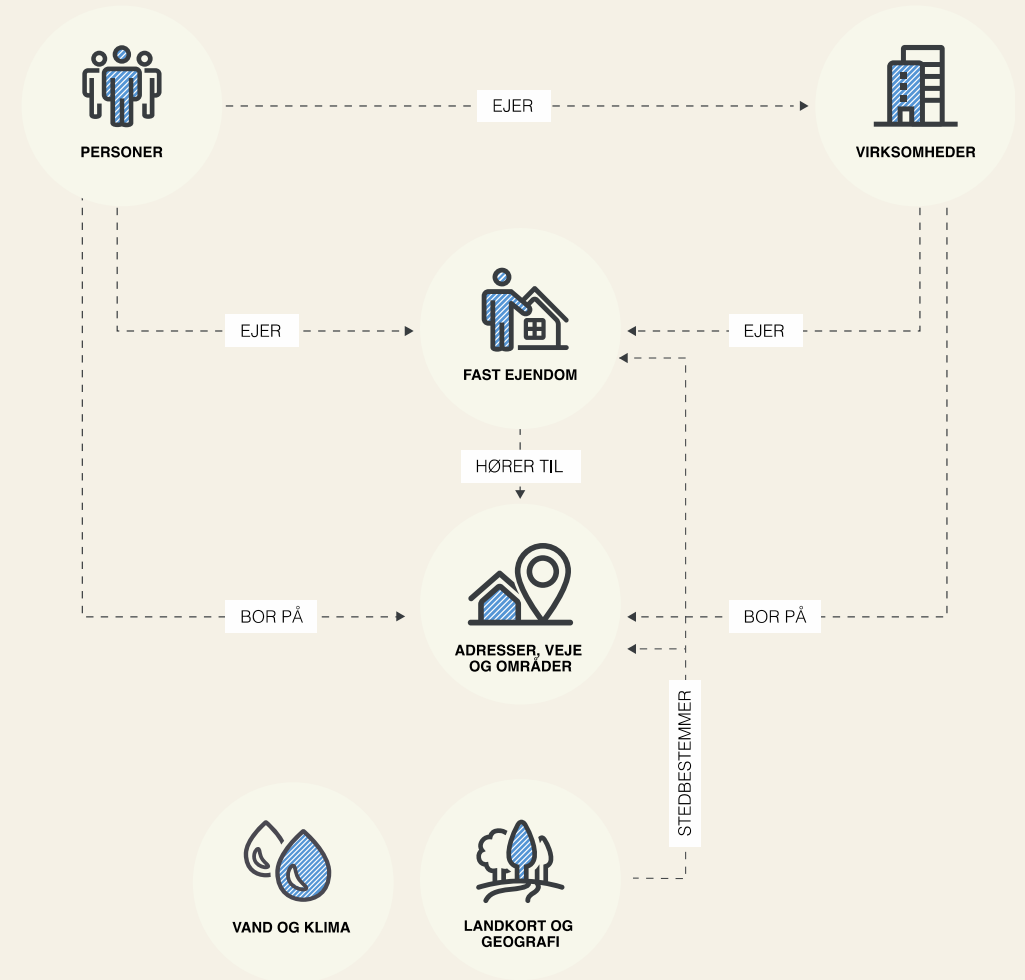 EJER
PERSONER
VIRKSOMHEDER
EJER
EJER
FAST EJENDOM
HØRER TIL
BOR PÅ
BOR PÅ
ADRESSER, VEJE
OG OMRÅDER
STEDBESTEMMER
VAND OG KLIMA
LANDKORT OG
GEOGRAFI